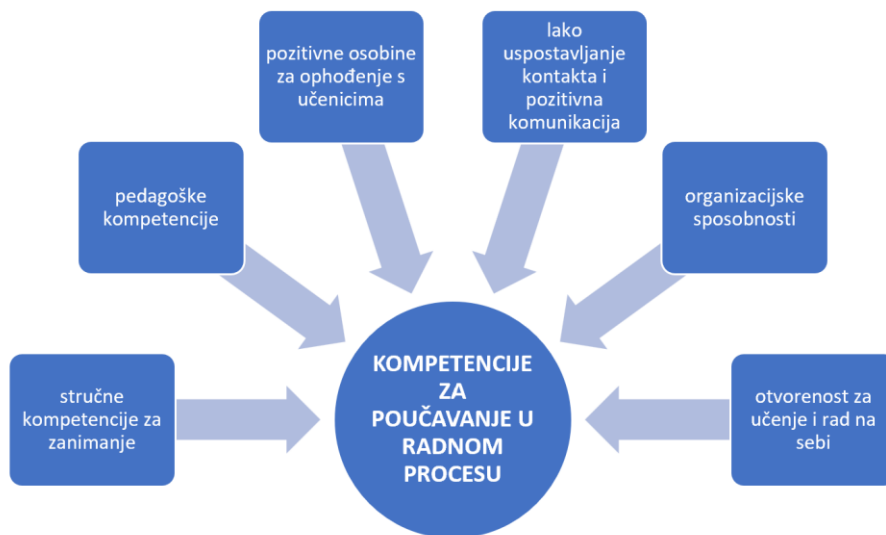 stručne
kompetencije za
zanimanje
pedagoške
kompetencije
pozitivne osobine
za ophođenje s
učenicima
lako
uspostavljanje
kontakta i
pozitivna
komunikacija
organizacijske
sposobnosti
otvorenost za
učenje i rad na
sebi
KOMPETENCIJE
ZA
POUČAVANJE U
RADNOM
PROCESU